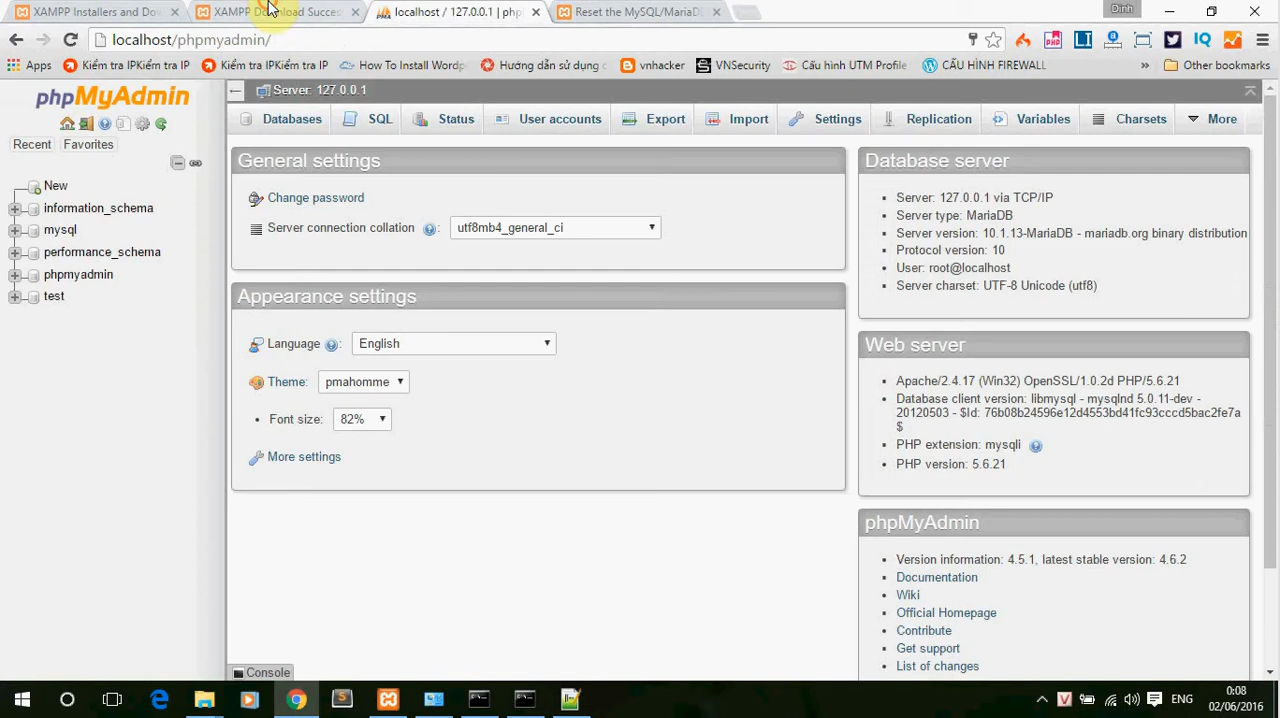 XAMPP Installers and Do
XAMPP Download Succes
localhost / 127.0.0.1 | php
Reset the MySQL/MariaD
Dinh
localhost/phpmyadmin/
Apps
Kiểm tra IPKiểm tra IP
Kiểm tra IPKiểm tra IP
How To Install Wordp
Hướng dẫn sử dụng
vnhacker
VNSecurity
Cấu hình UTM Profile
CẤU HÌNH FIREWALL
»
Other bookmarks
phpMyAdmin
Recent
Favorites
New
information_schema
mysql
performance_schema
phpmyadmin
test
Server: 127.0.0.1
Databases
SQL
Status
User accounts
Export
Import
Settings
Replication
Variables
Charsets
More
General settings
Change password
Server connection collation
utf8mb4_general_ci
Appearance settings
Language
:
English
Theme:
pmahomme
• Font size:
82%
More settings
Database server
• Server: 127.0.0.1 via TCP/IP
• Server type: MariaDB
• Server version: 10.1.13-MariaDB - mariadb.org binary distribution
• Protocol version: 10
• User: root@localhost
• Server charset: UTF-8 Unicode (utf8)
Web server
• Apache/2.4.17 (Win32) OpenSSL/1.0.2d PHP/5.6.21
• Database client version: libmysql - mysqlnd 5.0.11-dev -
20120503 - $Id: 76b08b24596e12d4553bd41fc93cccd5bac2fe7a
$
• PHP extension: mysqli
• PHP version: 5.6.21
phpMyAdmin
• Version information: 4.5.1, latest stable version: 4.6.2
• Documentation
• Wiki
• Official Homepage
• Contribute
• Get support
• List of changes
Console
ENG
9:08
02/06/2016